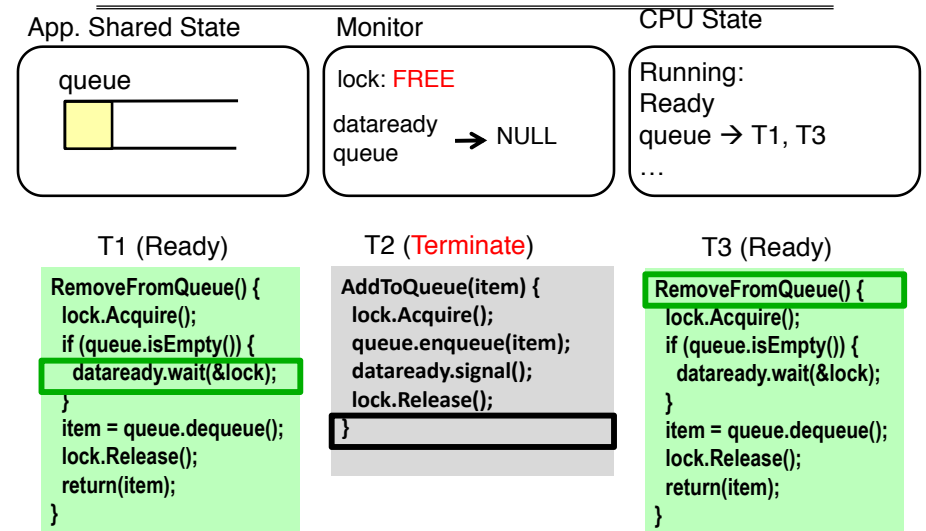 App. Shared State
queue
Monitor
lock: FREE
dataready
queue → NULL
CPU State
Running:
Ready
queue → T1, T3
…
T1 (Ready)
RemoveFromQueue() {
lock.Acquire();
if (queue.isEmpty()) {
dataready.wait(&lock);
}
item = queue.dequeue();
lock.Release();
return(item);
}
T2 (Terminate)
AddToQueue(item) {
lock.Acquire();
queue.enqueue(item);
dataready.signal();
lock.Release();
}
T3 (Ready)
RemoveFromQueue() {
lock.Acquire();
if (queue.isEmpty()) {
dataready.wait(&lock);
}
item = queue.dequeue();
lock.Release();
return(item);
}